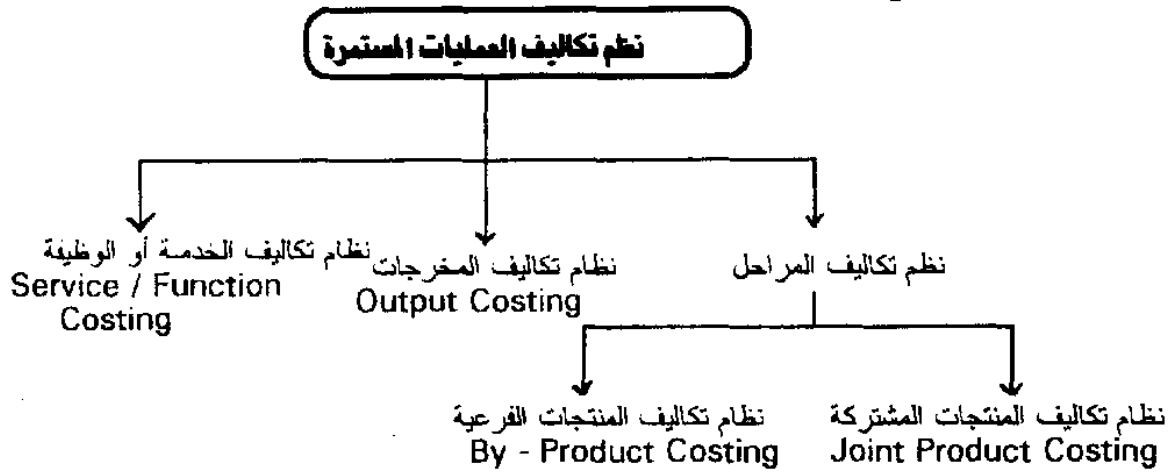 نظم تكاليف العمليات المستمرة
نظم تكاليف المراحل
نظام تكاليف المخرجات
Output Costing
نظام تكاليف الخدمة أو الوظيفة
Service / Function
Costing
نظام تكاليف المنتجات المشتركة
Joint Product Costing
نظام تكاليف المنتجات الفرعية
By - Product Costing